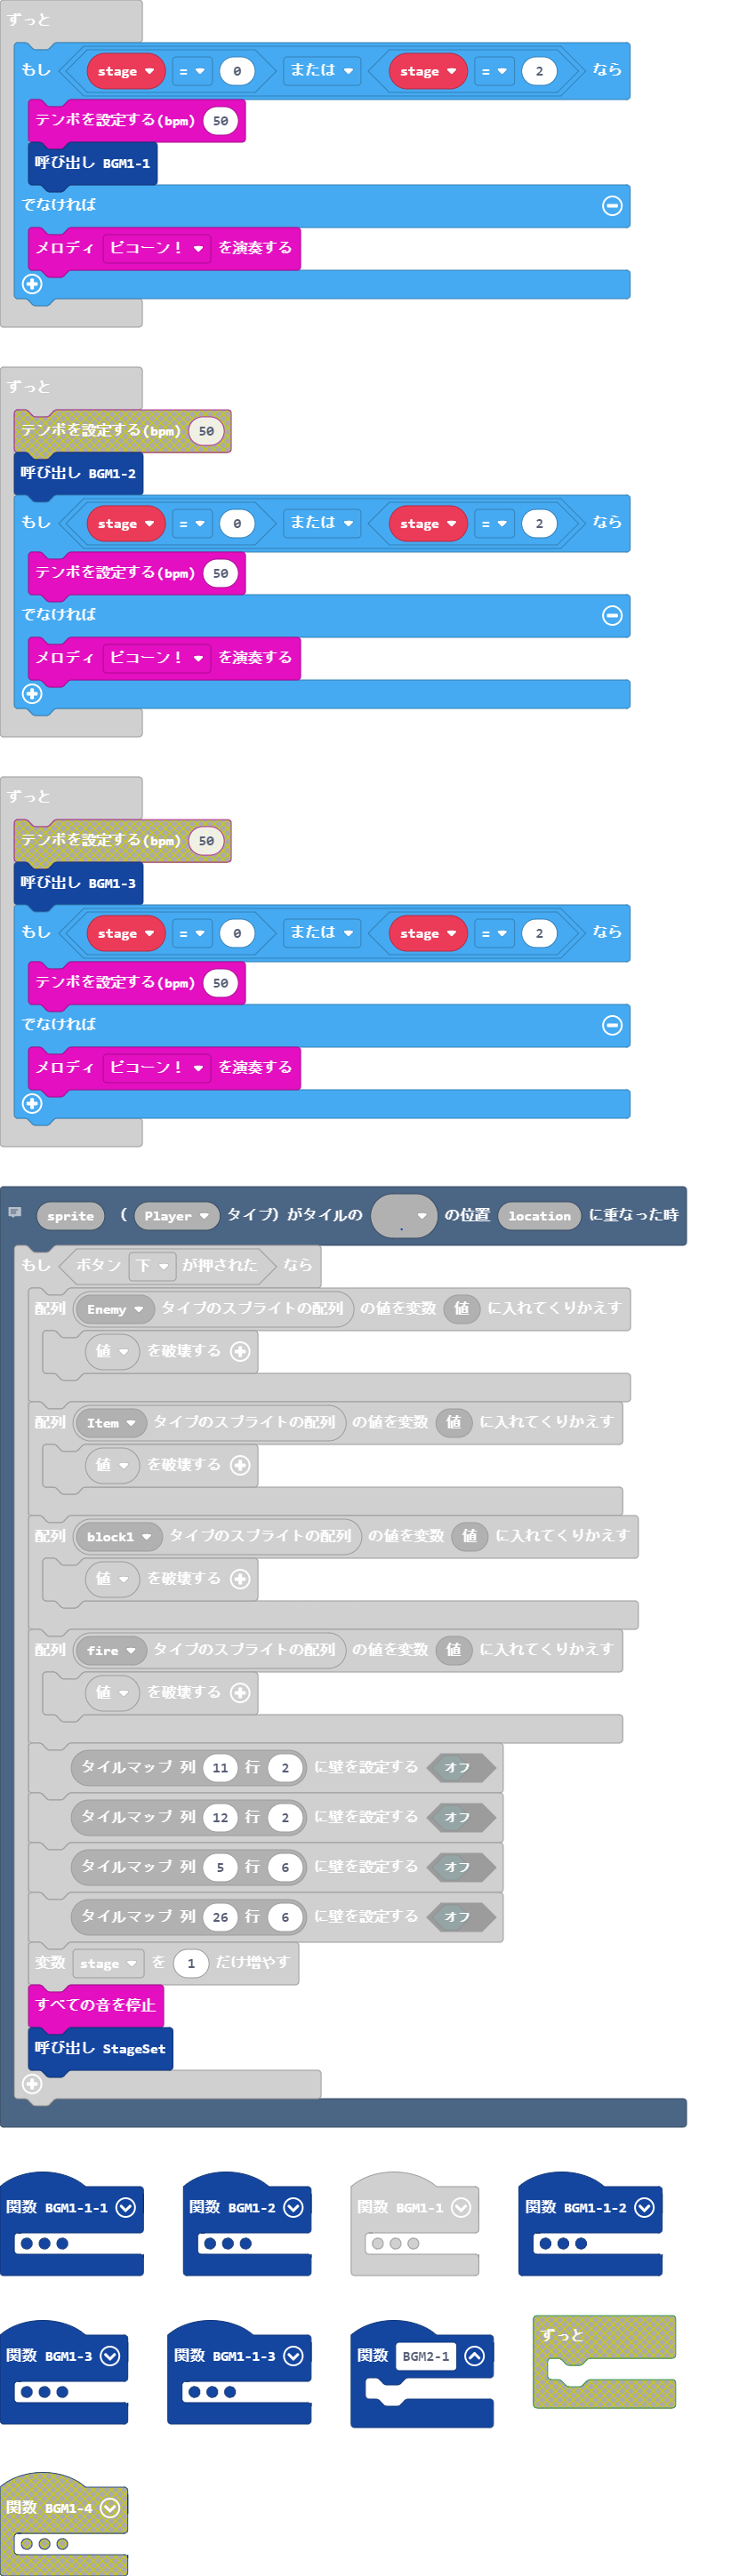 ずっと
もし stage = 0 または stage = 2 なら
テンポを設定する(bpm) 50
呼び出し BGM1-1
でなければ
メロディ ピコーン! を演奏する
ずっと
テンポを設定する(bpm) 50
呼び出し BGM1-2
もし stage = 0 または stage = 2 なら
テンポを設定する(bpm) 50
でなければ
メロディ ピコーン! を演奏する
ずっと
テンポを設定する(bpm) 50
呼び出し BGM1-3
もし stage = 0 または stage = 2 なら
テンポを設定する(bpm) 50
でなければ
メロディ ピコーン! を演奏する
sprite ( Player タイプ) がタイルの の位置 location に重なった時
もし ボタン 下 が押された なら
配列 Enemy タイプのスプライトの配列 の値を変数 値 に入れてくりかえす
値 を破壊する
配列 Item タイプのスプライトの配列 の値を変数 値 に入れてくりかえす
値 を破壊する
配列 block1 タイプのスプライトの配列 の値を変数 値 に入れてくりかえす
値 を破壊する
配列 fire タイプのスプライトの配列 の値を変数 値 に入れてくりかえす
値 を破壊する
タイルマップ 列 11 行 2 に壁を設定する オフ
タイルマップ 列 12 行 2 に壁を設定する オフ
タイルマップ 列 5 行 6 に壁を設定する オフ
タイルマップ 列 26 行 6 に壁を設定する オフ
変数 stage を 1 だけ増やす
すべての音を停止
呼び出し StageSet
関数 BGM1-1-1 関数 BGM1-2 関数 BGM1-1 関数 BGM1-1-2
関数 BGM1-3 関数 BGM1-1-3 関数 BGM2-1 ずっと
関数 BGM1-4